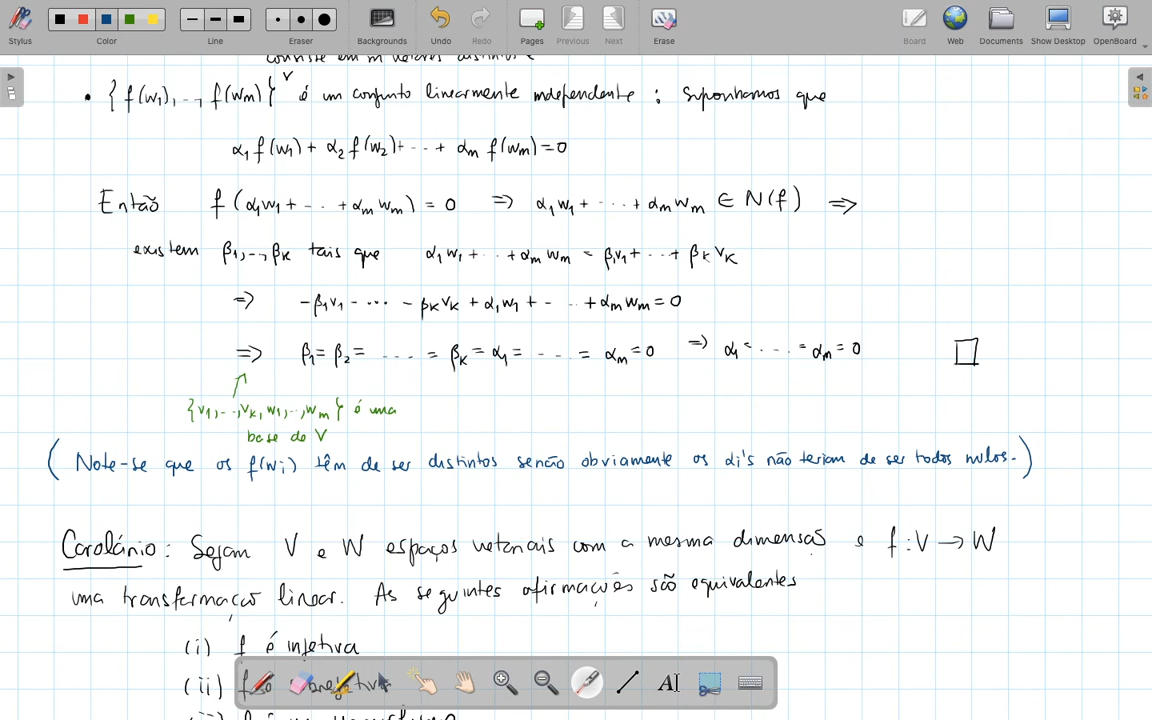 Stylus
Color
Line
Eraser
Backgrounds
Undo
Redo
Pages
Previous
Next
Erase
Board
Web
Documents
Show Desktop
OpenBoard
consiste em m vetores distintos
• {f(w1), .., f(wm)} é um conjunto linearmente independente : suponhamos que
α1 f(w1) + α2 f(w2) + ... + αm f(wm) = 0
Então f(α1w1 + ... + αmwm) = 0 => α1w1 + ... + αmwm ∈ N(f) =>
existem β1, .., βk tais que α1w1 + ... + αmwm = β1v1 + ... + βkvk
=> -β1v1 - ... - βkvk + α1w1 + ... + αmwm = 0
=> β1 = β2 = .... = βk = α1 = ... = αm = 0 => α1 = .... = αm = 0 □
{v1, .., vk, w1, .., wm} é uma
base de V
(Note-se que os f(wi) têm de ser distintos senão obviamente os αi's não teriam de ser todos nulos.)
Corolário: Sejam V e W espaços vetoriais com a mesma dimensão e f : V → W
uma transformação linear. As seguintes afirmações são equivalentes
(i) f é injetiva
(ii) f é sobrejetiva